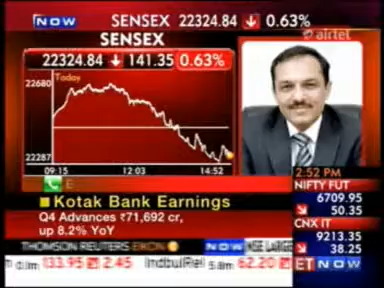 NOW SENSEX 22324.84 0.63%
airtel
SENSEX
22324.84 141.35 0.63%
22680
Today
22287
09:15 12:03 14:52
E
Kotak Bank Earnings
Q4 Advances ₹71,692 cr,
up 8.2% YoY
2:52 PM
NIFTY FUT
6709.95
50.35
CNX IT
9213.35
38.25
THOMSON REUTERS EIKON NOW NSE
133.95 2.45 IndbulRel 5.8m 62.20
ET NOW